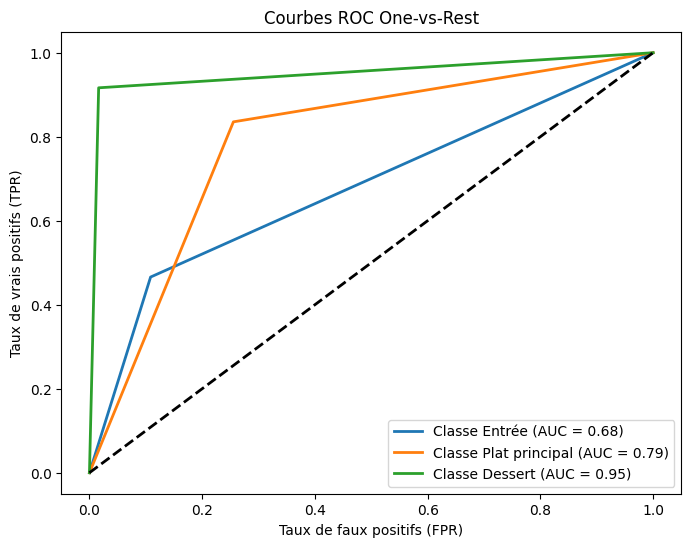 Courbes ROC One-vs-Rest
1.0
0.8
0.6
0.4
0.2
0.0
Taux de vrais positifs (TPR)
Classe Entrée (AUC = 0.68)
Classe Plat principal (AUC = 0.79)
Classe Dessert (AUC = 0.95)
0.0 0.2 0.4 0.6 0.8 1.0
Taux de faux positifs (FPR)